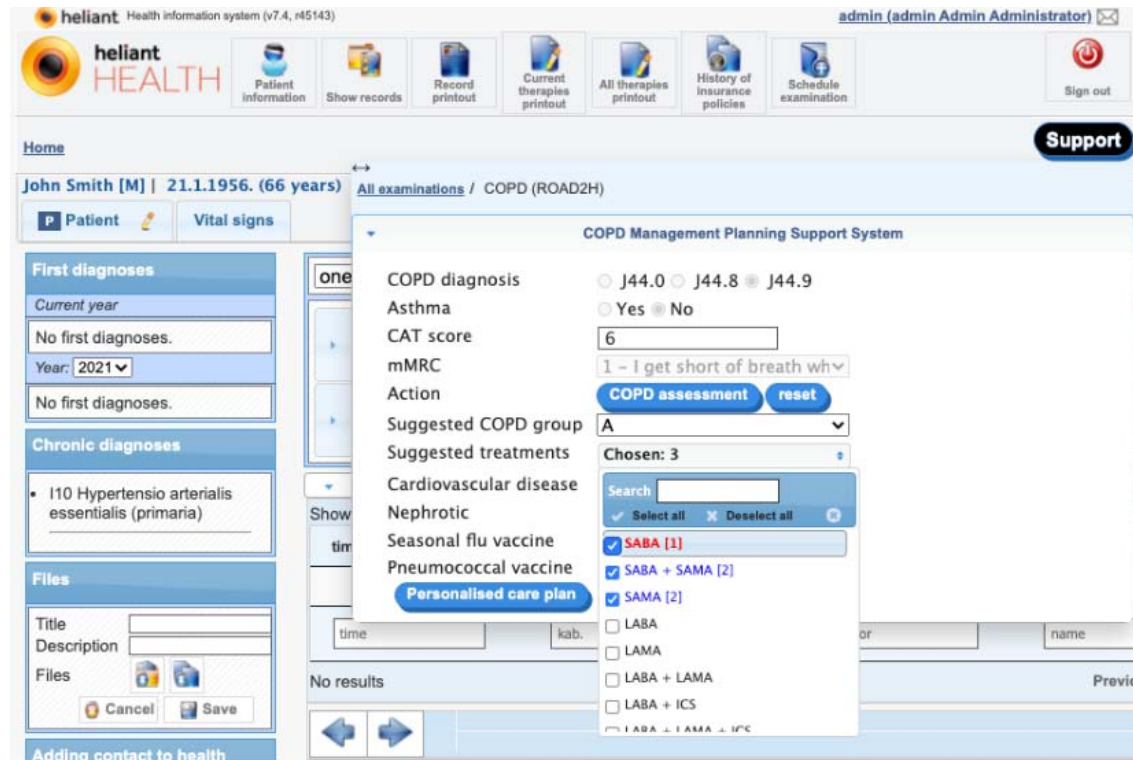 heliant Health information system (v7.4, r45143)
admin (admin Admin Administrator)
heliant
HEALTH
Patient
information
Show records
Record
printout
Current
therapies
printout
All therapies
printout
History of
insurance
policies
Schedule
examination
Sign out
Home
Support
John Smith [M] | 21.1.1956. (66 years)
All examinations / COPD (ROAD2H)
P Patient
Vital signs
COPD Management Planning Support System
First diagnoses
Current year
No first diagnoses.
Year: 2021
No first diagnoses.
Chronic diagnoses
• I10 Hypertensio arterialis
essentialis (primaria)
Files
Title
Description
Files
Cancel
Save
Adding contact to health
one
COPD diagnosis J44.0 J44.8 J44.9
Asthma Yes No
CAT score 6
mMRC 1 - I get short of breath wh
Action COPD assessment reset
Suggested COPD group A
Suggested treatments Chosen: 3
Cardiovascular disease
Nephrotic
Seasonal flu vaccine
Pneumococcal vaccine
Personalised care plan
Search
Select all Deselect all
SABA [1]
SABA + SAMA [2]
SAMA [2]
LABA
LAMA
LABA + LAMA
LABA + ICS
LABA + LAMA + ICS
Show
tim
time
kab.
or
name
No results
Previ